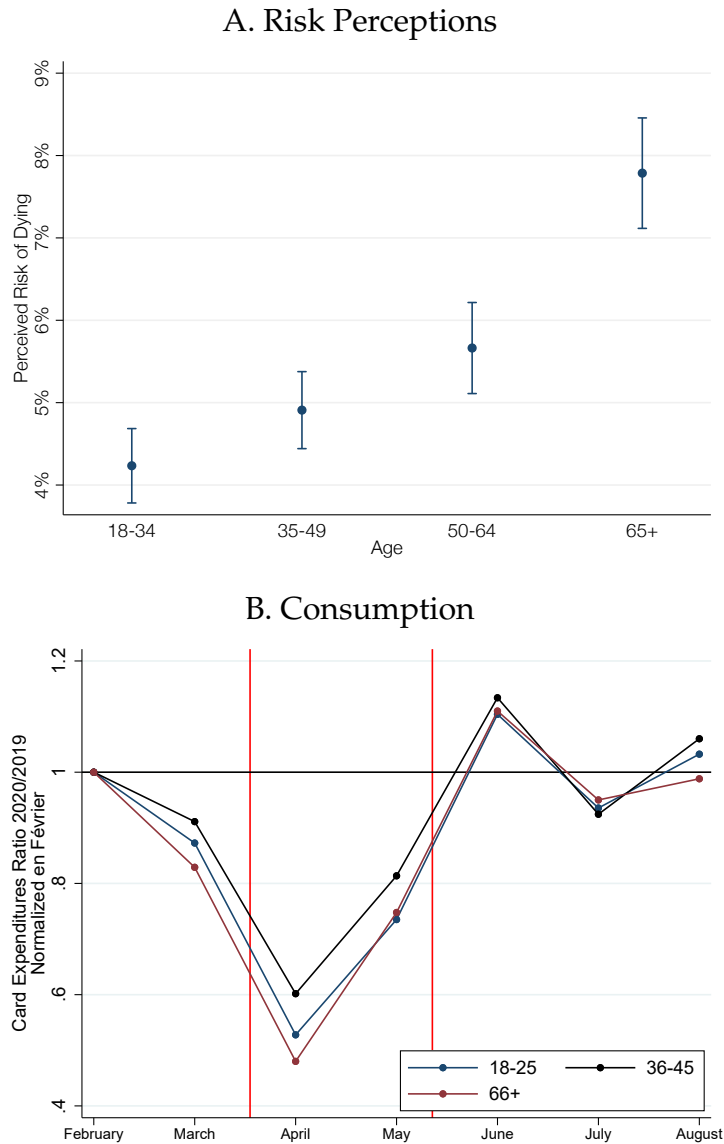 A. Risk Perceptions
Perceived Risk of Dying
9%
8%
7%
6%
5%
4%
18-34 35-49 50-64 65+
Age
B. Consumption
Card Expenditures Ratio 2020/2019
Normalized en Février
1.2
1
.8
.6
.4
18-25 36-45
66+
February March April May June July August